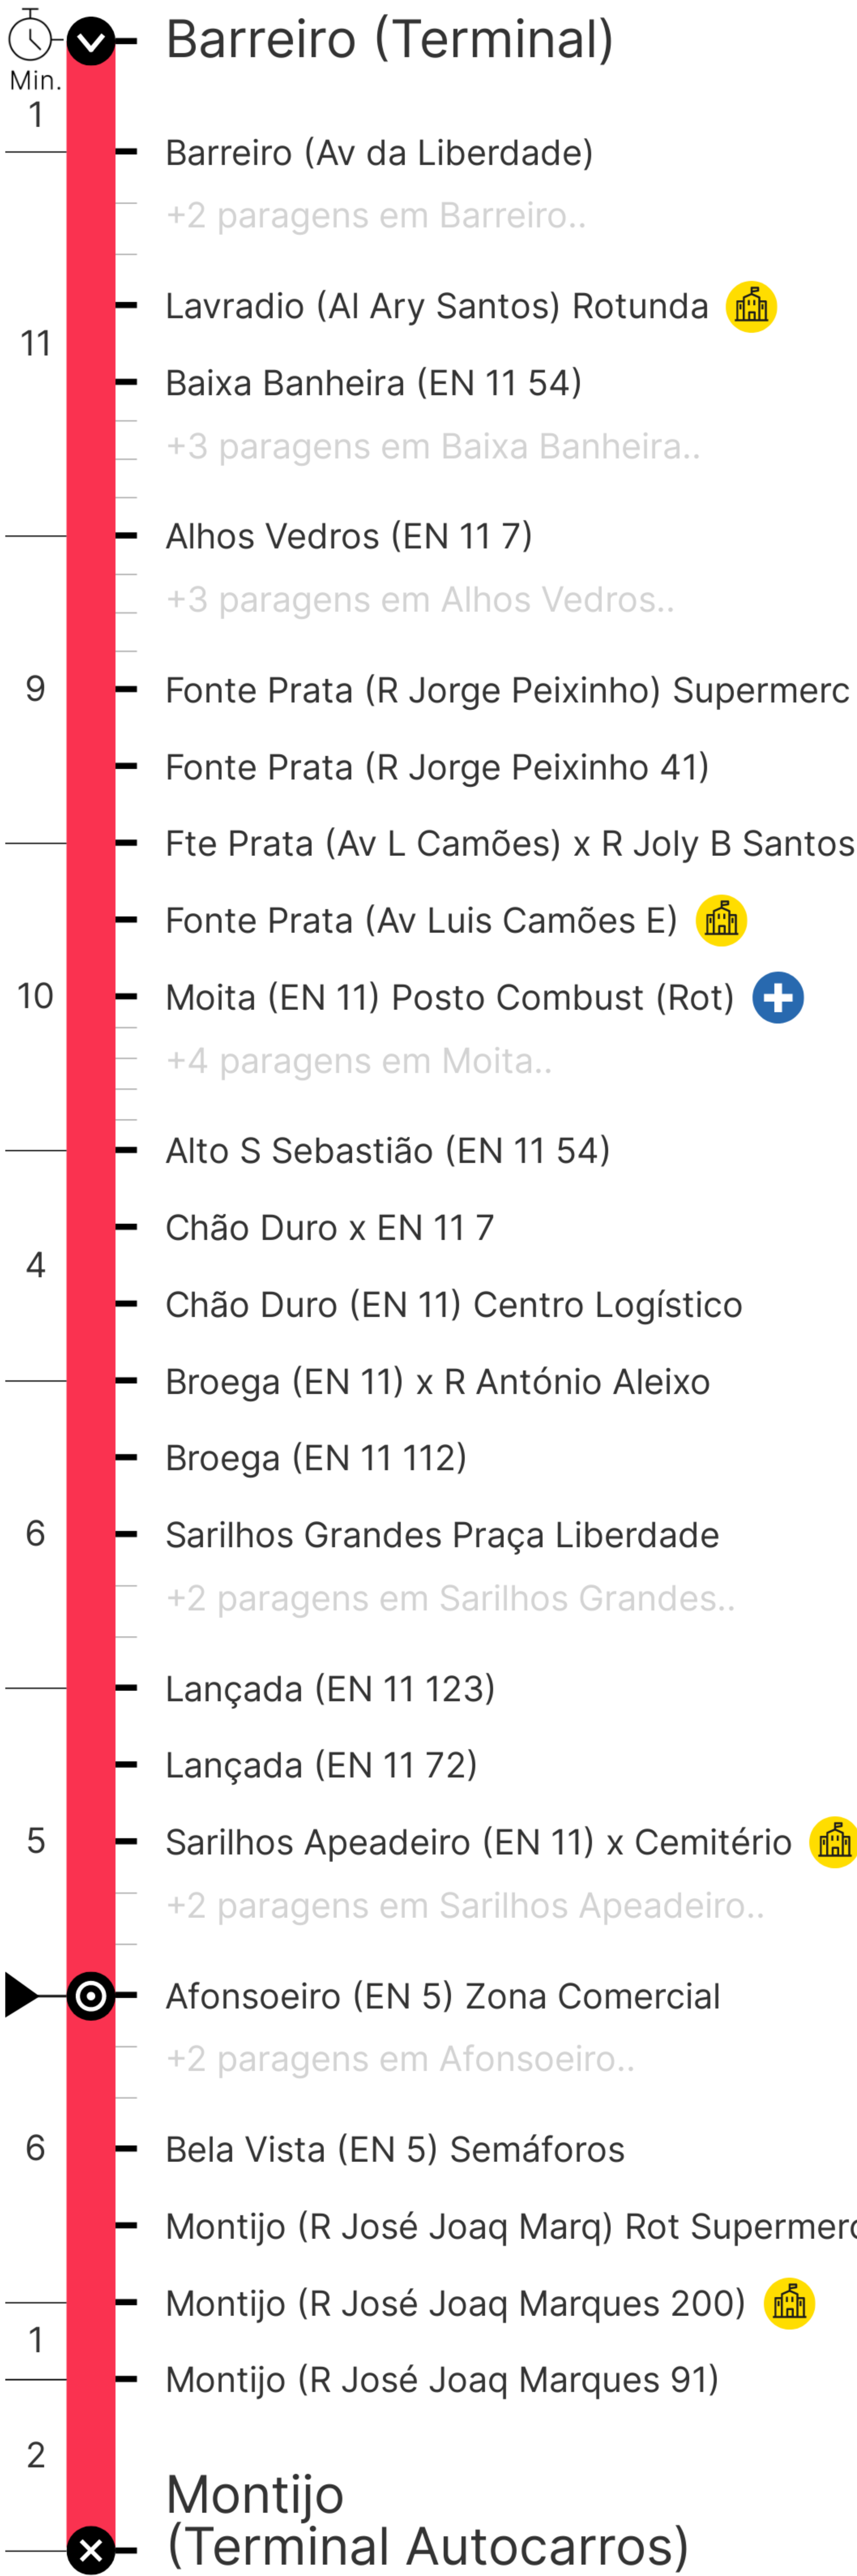 Barreiro (Terminal)
Min.
1
Barreiro (Av da Liberdade)
+2 paragens em Barreiro..
Lavradio (Al Ary Santos) Rotunda
11
Baixa Banheira (EN 11 54)
+3 paragens em Baixa Banheira..
Alhos Vedros (EN 11 7)
+3 paragens em Alhos Vedros..
9
Fonte Prata (R Jorge Peixinho) Supermerc
Fonte Prata (R Jorge Peixinho 41)
Fte Prata (Av L Camões) x R Joly B Santos
Fonte Prata (Av Luis Camões E)
10
Moita (EN 11) Posto Combust (Rot)
+4 paragens em Moita..
Alto S Sebastião (EN 11 54)
Chão Duro x EN 11 7
4
Chão Duro (EN 11) Centro Logístico
Broega (EN 11) x R António Aleixo
Broega (EN 11 112)
6
Sarilhos Grandes Praça Liberdade
+2 paragens em Sarilhos Grandes..
Lançada (EN 11 123)
Lançada (EN 11 72)
5
Sarilhos Apeadeiro (EN 11) x Cemitério
+2 paragens em Sarilhos Apeadeiro..
Afonsoeiro (EN 5) Zona Comercial
+2 paragens em Afonsoeiro..
6
Bela Vista (EN 5) Semáforos
Montijo (R José Joaq Marq) Rot Supermerc
Montijo (R José Joaq Marques 200)
1
Montijo (R José Joaq Marques 91)
2
Montijo
(Terminal Autocarros)